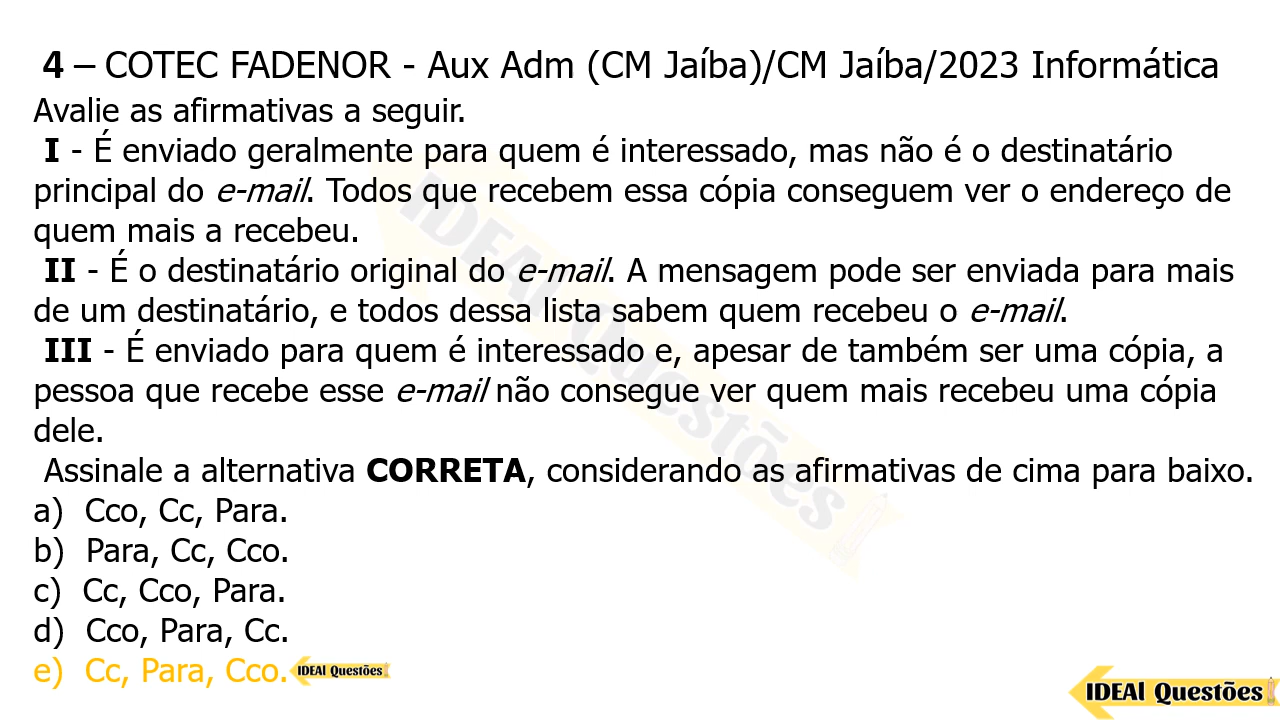 4 – COTEC FADENOR - Aux Adm (CM Jaíba)/CM Jaíba/2023 Informática
Avalie as afirmativas a seguir.
I - É enviado geralmente para quem é interessado, mas não é o destinatário
principal do e-mail. Todos que recebem essa cópia conseguem ver o endereço de
quem mais a recebeu.
II - É o destinatário original do e-mail. A mensagem pode ser enviada para mais
de um destinatário, e todos dessa lista sabem quem recebeu o e-mail.
III - É enviado para quem é interessado e, apesar de também ser uma cópia, a
pessoa que recebe esse e-mail não consegue ver quem mais recebeu uma cópia
dele.
Assinale a alternativa CORRETA, considerando as afirmativas de cima para baixo.
a) Cco, Cc, Para.
b) Para, Cc, Cco.
c) Cc, Cco, Para.
d) Cco, Para, Cc.
e) Cc, Para, Cco. IDEAl Questões
IDEAl Questões
IDEAl Questões